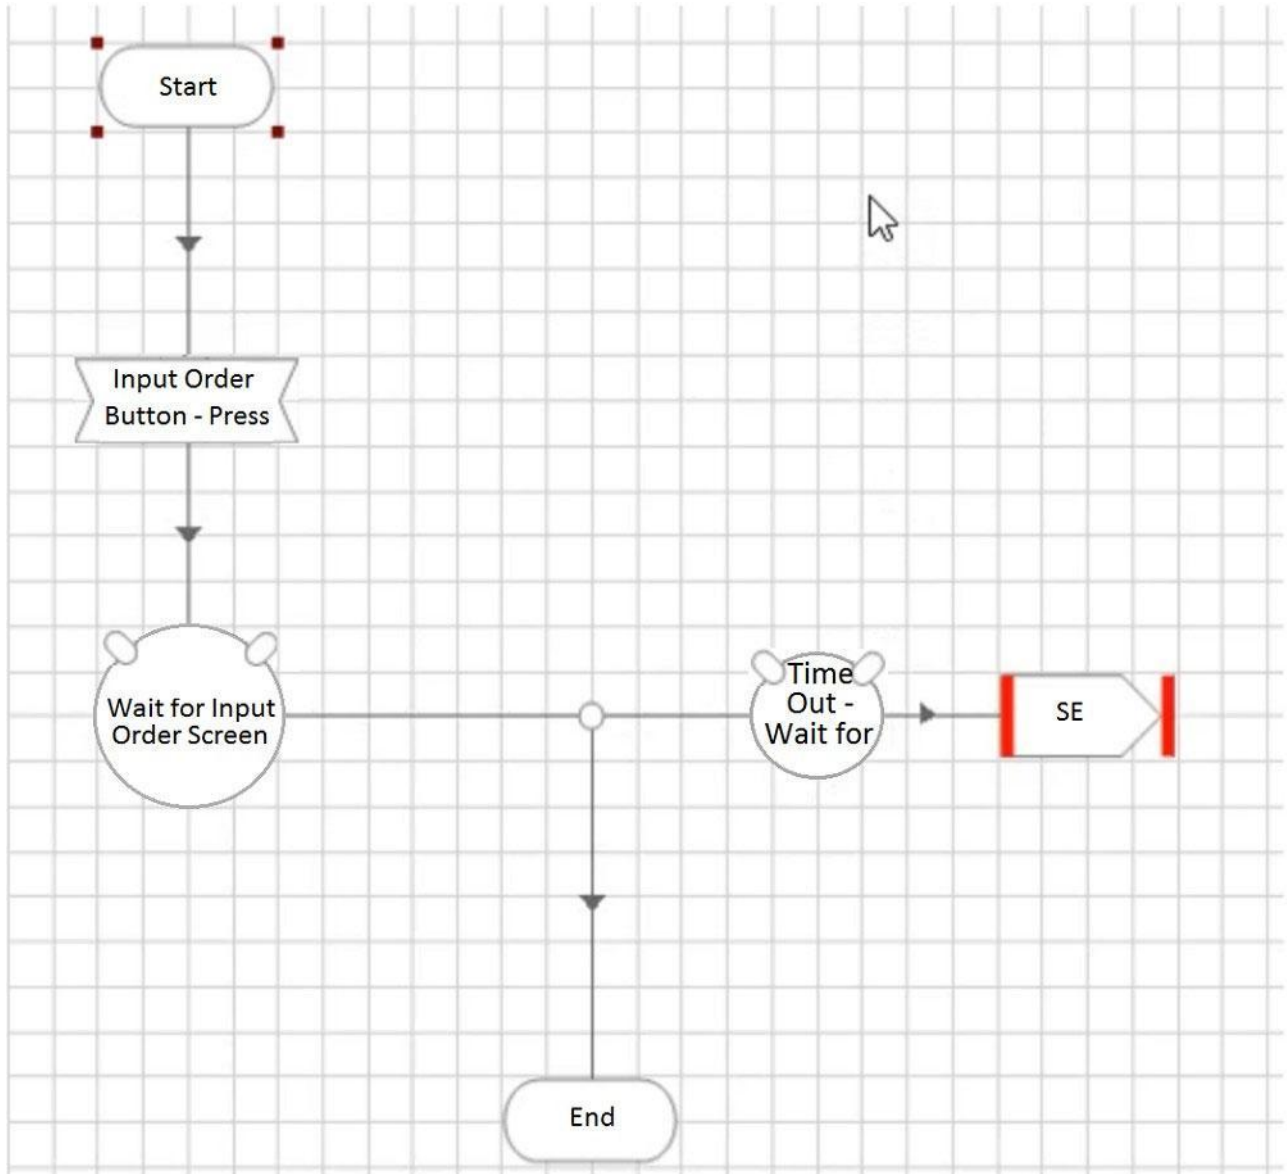 Start
Input Order
Button - Press
Wait for Input
Order Screen
Time
Out -
Wait for
SE
End